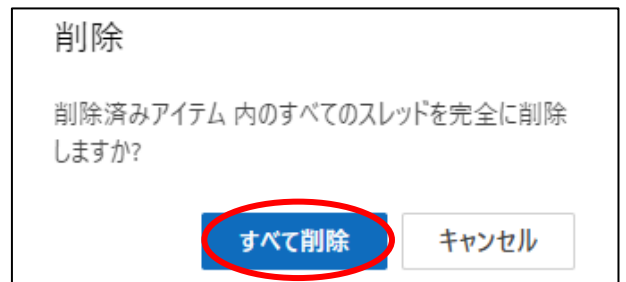 削除
削除済みアイテム 内のすべてのスレッドを完全に削除
しますか?
すべて削除
キャンセル